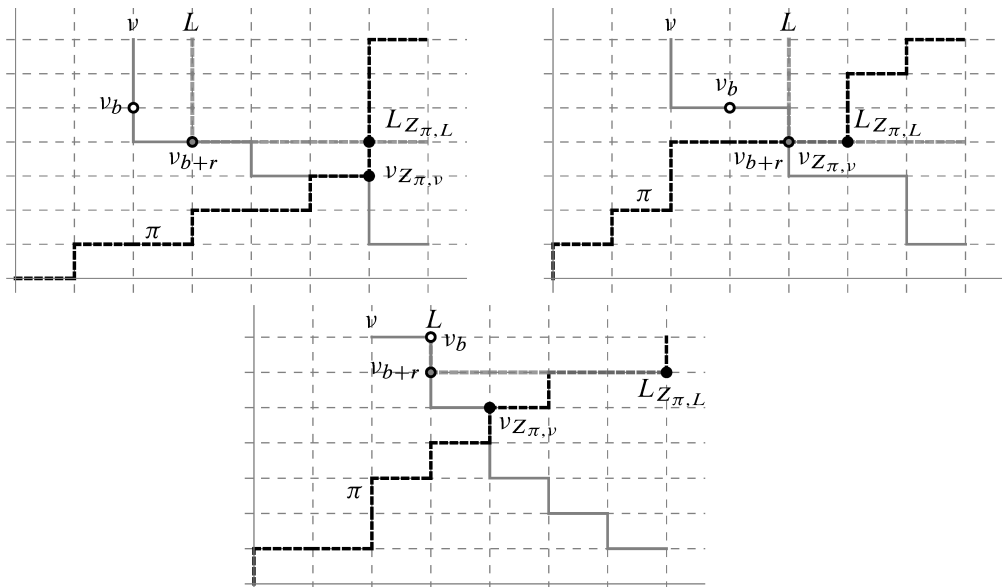 ν L ν L
ν_b ν_b
L_{Z_{π,L}} L_{Z_{π,L}}
ν_{b+r} ν_{Z_{π,ν}} ν_{b+r} ν_{Z_{π,ν}}
π π
ν L
ν_b
ν_{b+r}
L_{Z_{π,L}}
ν_{Z_{π,ν}}
π